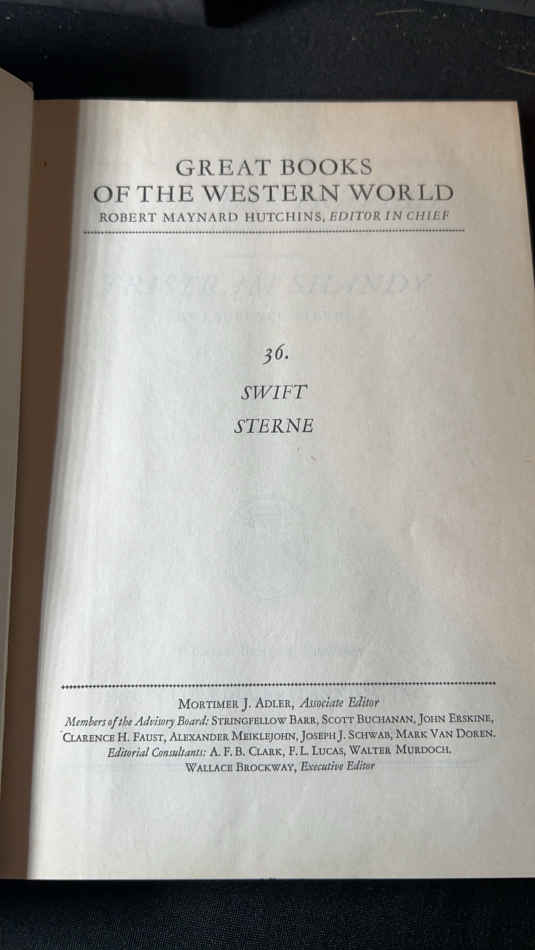 GREAT BOOKS
OF THE WESTERN WORLD
ROBERT MAYNARD HUTCHINS, EDITOR IN CHIEF
36.
SWIFT
STERNE
MORTIMER J. ADLER, Associate Editor
Members of the Advisory Board: STRINGFELLOW BARR, SCOTT BUCHANAN, JOHN ERSKINE,
CLARENCE H. FAUST, ALEXANDER MEIKLEJOHN, JOSEPH J. SCHWAB, MARK VAN DOREN.
Editorial Consultants: A. F. B. CLARK, F. L. LUCAS, WALTER MURDOCH.
WALLACE BROCKWAY, Executive Editor